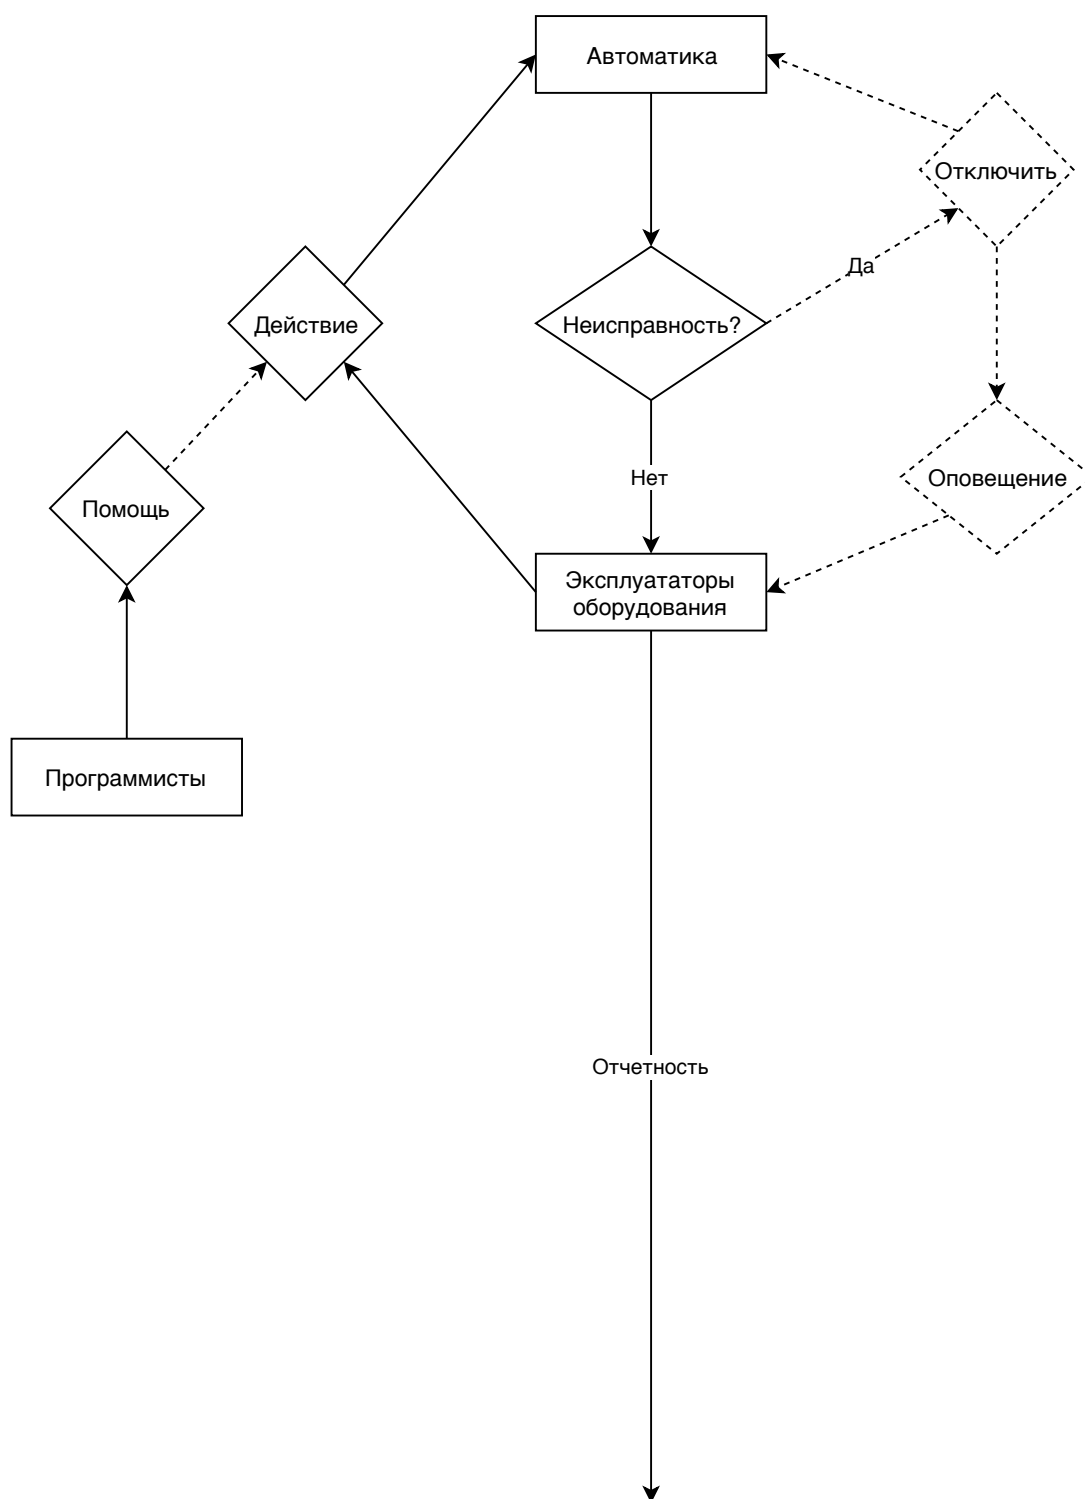 Автоматика
Отключить
Да
Действие
Неисправность?
Нет
Оповещение
Помощь
Эксплуататоры
оборудования
Программисты
Отчетность